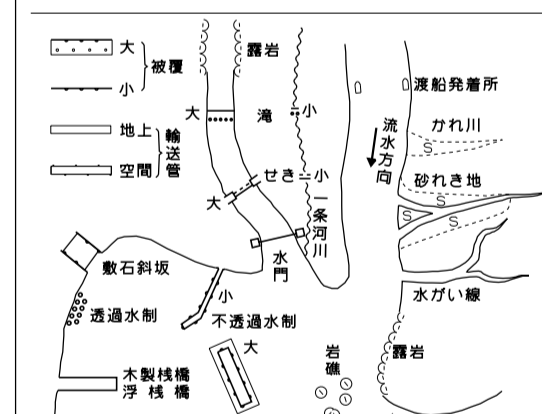 大
被覆
小
地上
空間
輸送管
露岩
大
滝
小
せき
小
大
一条河川
水門
流水方向
渡船発着所
かれ川
S
砂れき地
S
S
S
水がい線
敷石斜坂
透過水制
小
不透過水制
大
木製桟橋
浮桟橋
岩礁
露岩